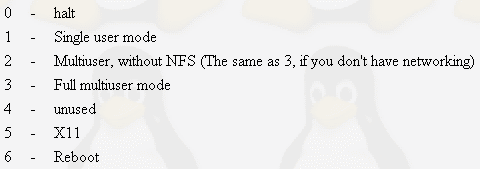 0 - halt
1 - Single user mode
2 - Multiuser, without NFS (The same as 3, if you don't have networking)
3 - Full multiuser mode
4 - unused
5 - X11
6 - Reboot